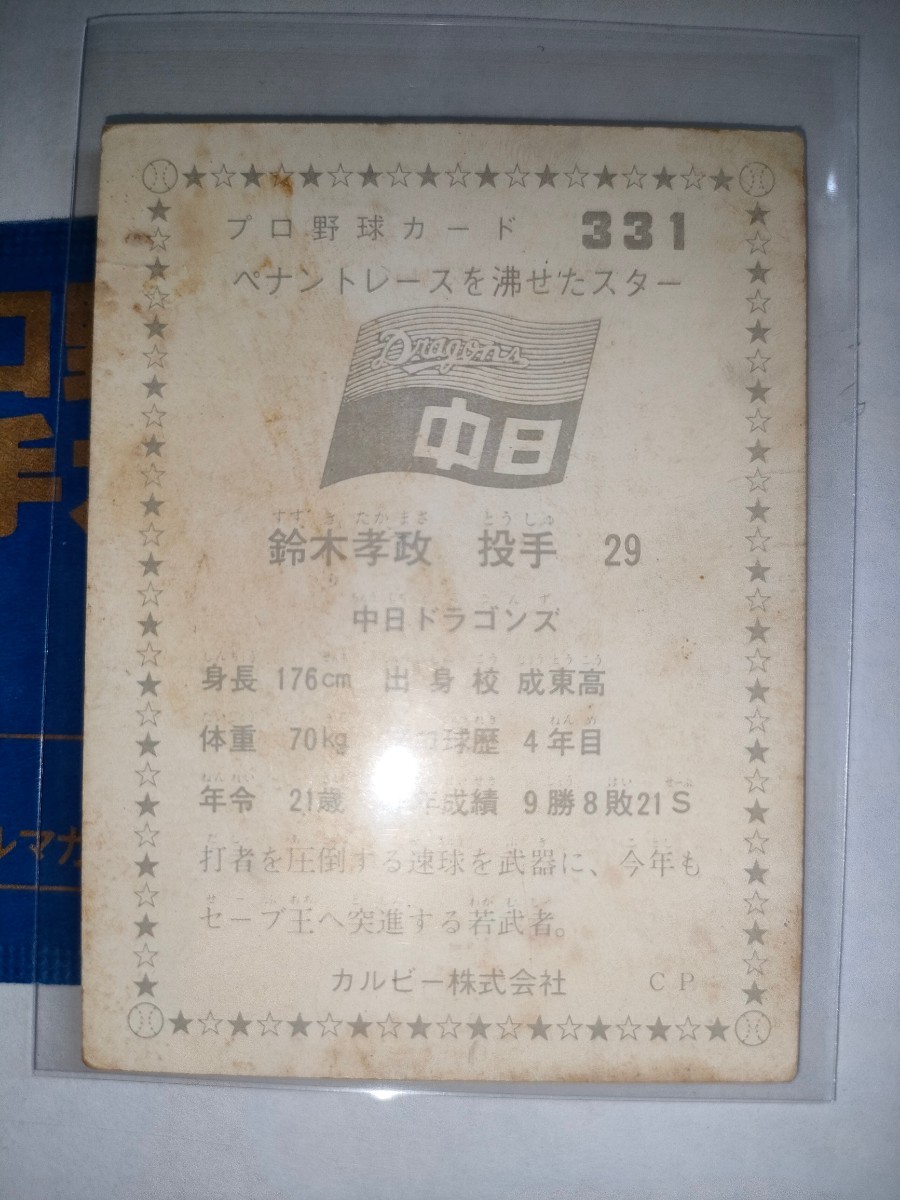 プロ野球カード 331
ペナントレースを沸せたスター
Dragons
中日
すずき たかまさ とうしゅ
鈴木孝政 投手 29
中日ドラゴンズ
身長 176cm 出身校 成東高
体重 70kg 球歴 4年目
年令 21歳 成績 9勝8敗21S
打者を圧倒する速球を武器に、今年も
セーブ王へ突進する若武者。
カルビー株式会社 CP